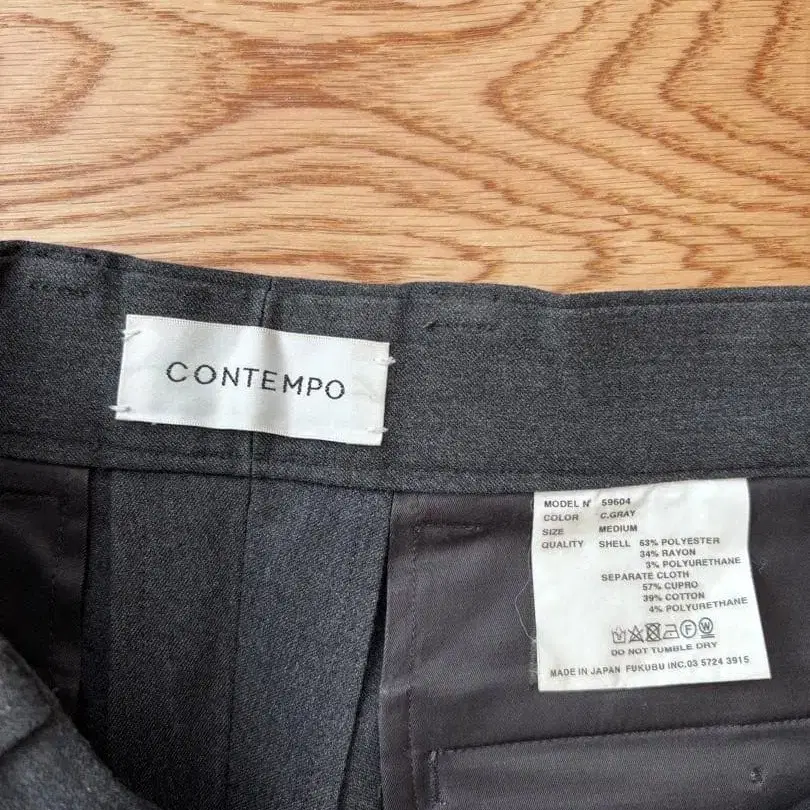 CONTEMPO
MODEL Nº 59604
COLOR C.GRAY
SIZE MEDIUM
QUALITY SHELL 63% POLYESTER
34% RAYON
3% POLYURETHANE
SEPARATE CLOTH
57% CUPRO
39% COTTON
4% POLYURETHANE
F W
DO NOT TUMBLE DRY
MADE IN JAPAN FUKUBU INC.03 5724 3915